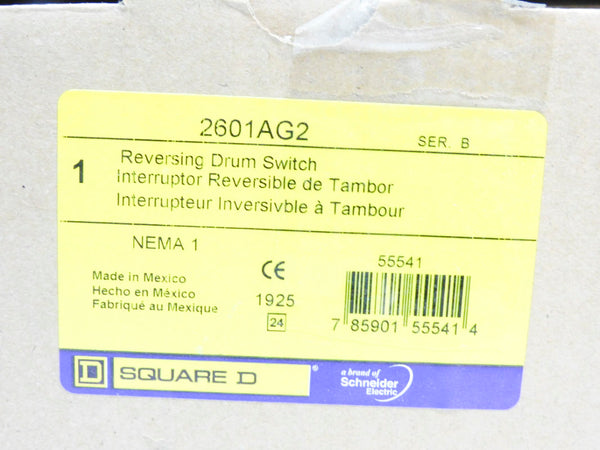 2601AG2
SER. B
1
Reversing Drum Switch
Interruptor Reversible de Tambor
Interrupteur Inversivble à Tambour
NEMA 1
55541
Made in Mexico
Hecho en México
Fabriqué au Mexique
CE
1925
24
7 85901 55541 4
D SQUARE D ®
a brand of
Schneider
Electric